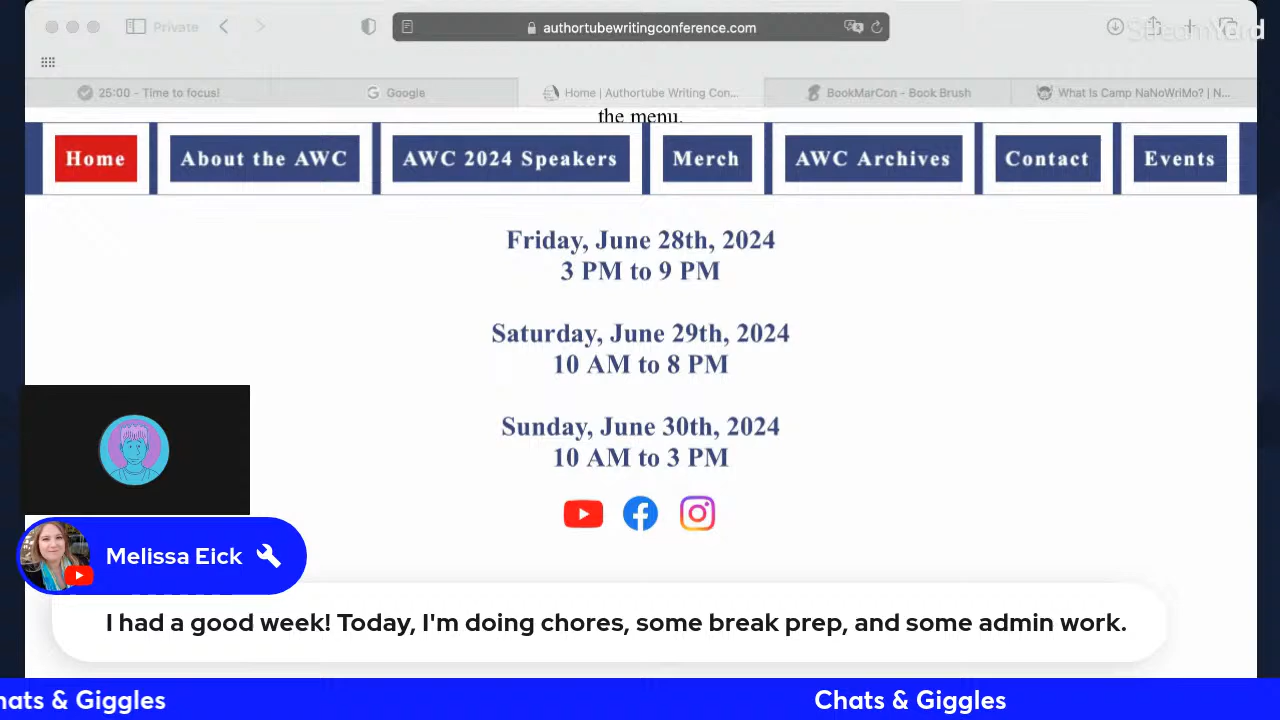 Private
authortubewritingconference.com
StreamYard
25:00 - Time to focus!
Google
Home | Authortube Writing Con...
BookMarCon - Book Brush
What Is Camp NaNoWriMo? | N...
the menu.
Home
About the AWC
AWC 2024 Speakers
Merch
AWC Archives
Contact
Events
Friday, June 28th, 2024
3 PM to 9 PM
Saturday, June 29th, 2024
10 AM to 8 PM
Sunday, June 30th, 2024
10 AM to 3 PM
Melissa Eick
I had a good week! Today, I'm doing chores, some break prep, and some admin work.
hats & Giggles
Chats & Giggles